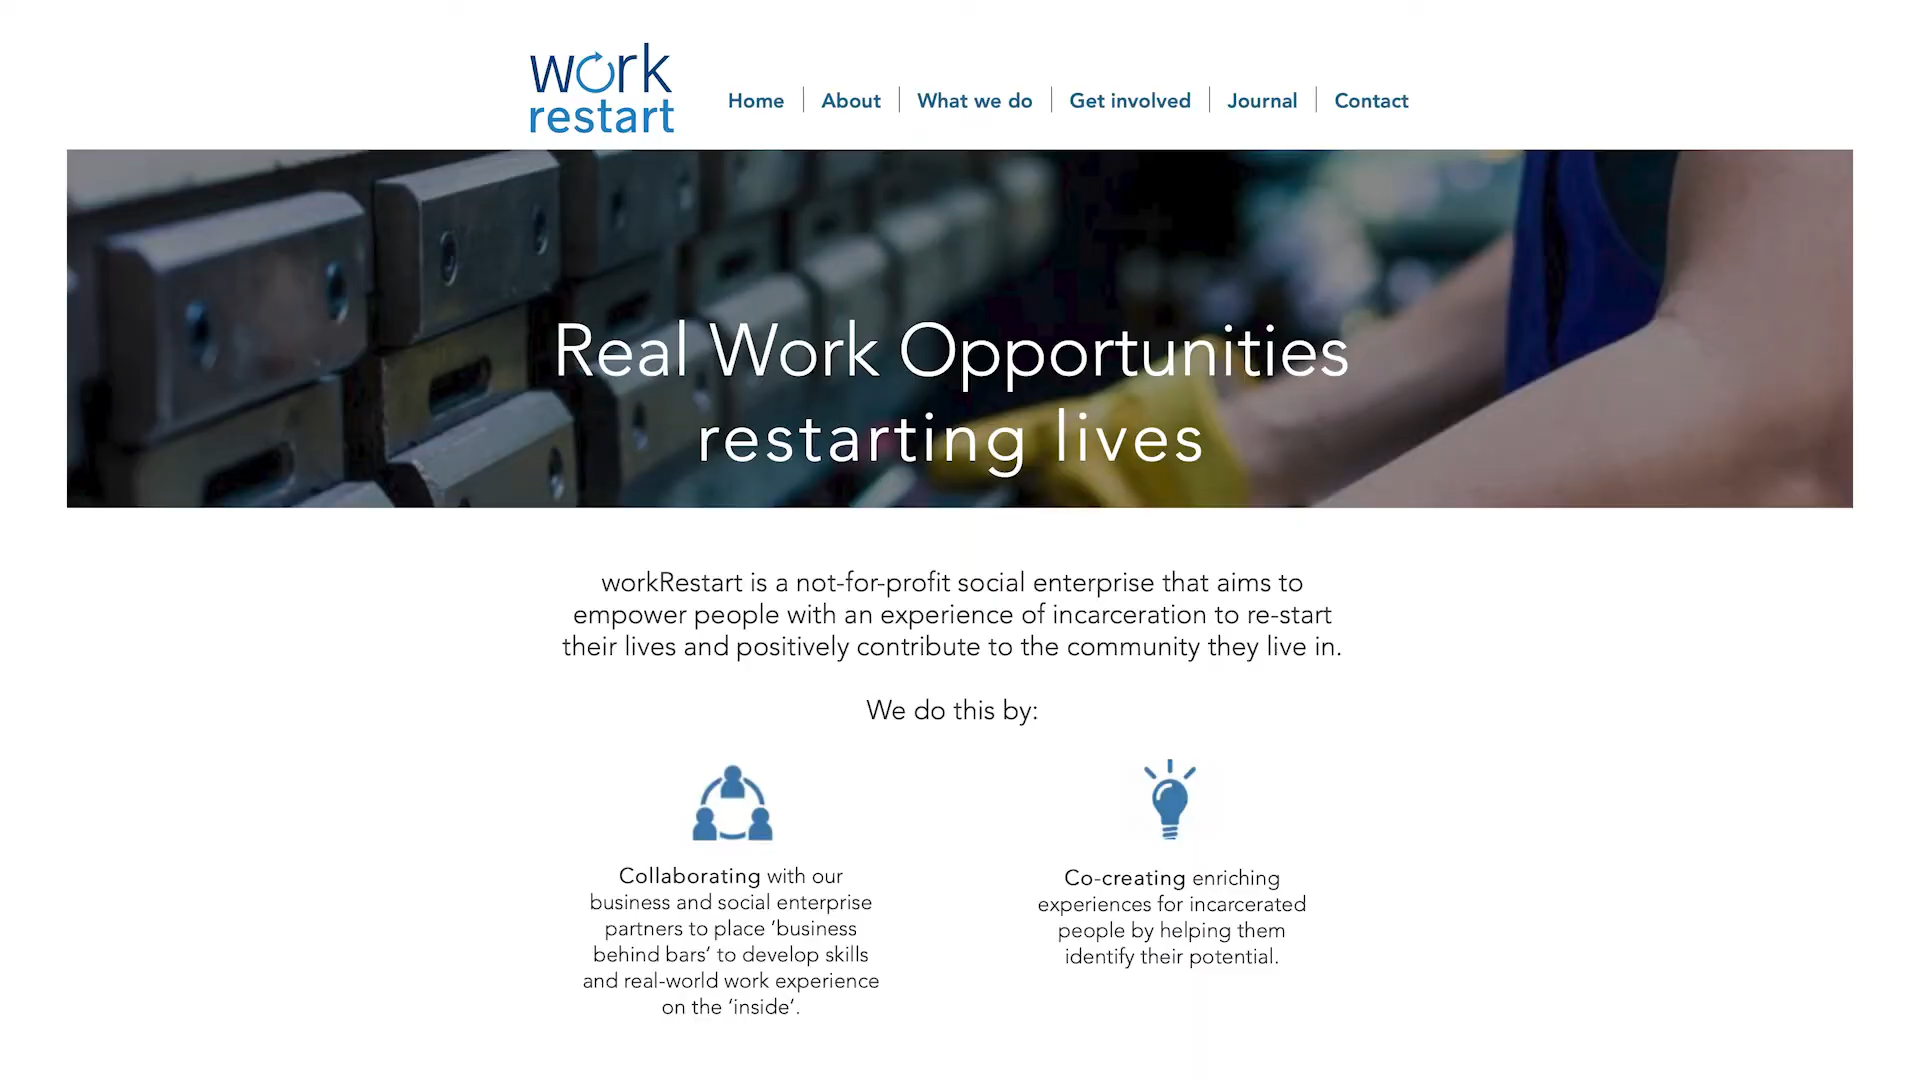 work
restart
Home
About
What we do
Get involved
Journal
Contact
Real Work Opportunities
restarting lives
workRestart is a not-for-profit social enterprise that aims to
empower people with an experience of incarceration to re-start
their lives and positively contribute to the community they live in.
We do this by:
Collaborating with our
business and social enterprise
partners to place ‘business
behind bars’ to develop skills
and real-world work experience
on the ‘inside’.
Co-creating enriching
experiences for incarcerated
people by helping them
identify their potential.